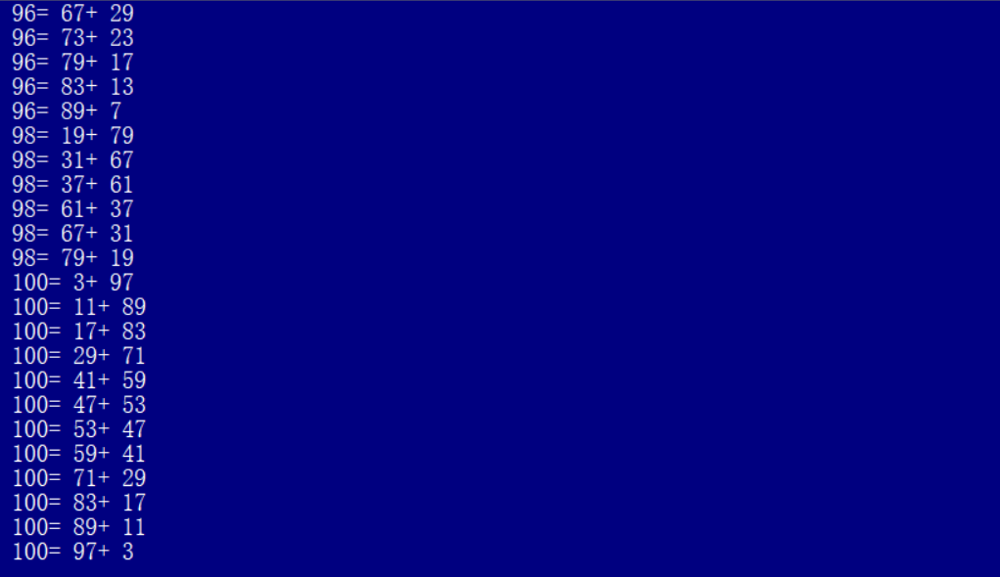 96= 67+ 29
96= 73+ 23
96= 79+ 17
96= 83+ 13
96= 89+ 7
98= 19+ 79
98= 31+ 67
98= 37+ 61
98= 61+ 37
98= 67+ 31
98= 79+ 19
100= 3+ 97
100= 11+ 89
100= 17+ 83
100= 29+ 71
100= 41+ 59
100= 47+ 53
100= 53+ 47
100= 59+ 41
100= 71+ 29
100= 83+ 17
100= 89+ 11
100= 97+ 3